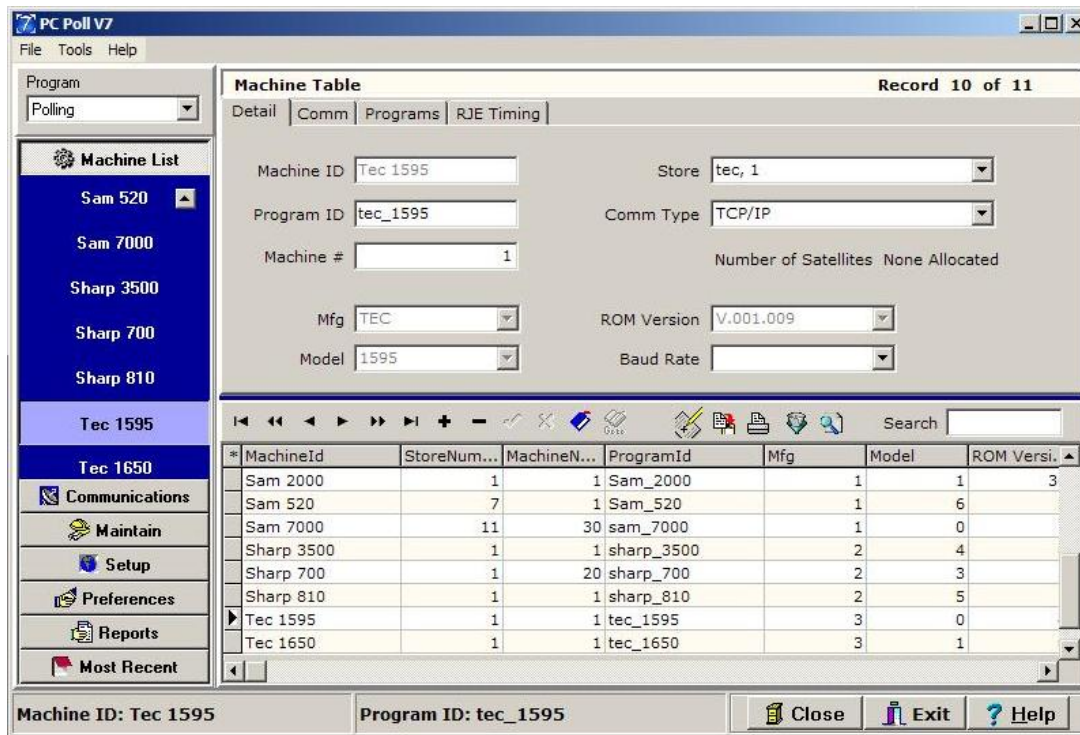 PC Poll V7
File Tools Help
Program
Polling
Machine List
Sam 520
Sam 7000
Sharp 3500
Sharp 700
Sharp 810
Tec 1595
Tec 1650
Communications
Maintain
Setup
Preferences
Reports
Most Recent
Machine Table Record 10 of 11
Detail Comm Programs RJE Timing
Machine ID Tec 1595 Store tec, 1
Program ID tec_1595 Comm Type TCP/IP
Machine # 1 Number of Satellites None Allocated
Mfg TEC ROM Version V.001.009
Model 1595 Baud Rate
Search
* MachineId StoreNum... MachineN... ProgramId Mfg Model ROM Versi.
Sam 2000 1 1 Sam_2000 1 1 3
Sam 520 7 1 Sam_520 1 6
Sam 7000 11 30 sam_7000 1 0
Sharp 3500 1 1 sharp_3500 2 4
Sharp 700 1 20 sharp_700 2 3
Sharp 810 1 1 sharp_810 2 5
Tec 1595 1 1 tec_1595 3 0
Tec 1650 1 1 tec_1650 3 1
Machine ID: Tec 1595 Program ID: tec_1595 Close Exit ? Help